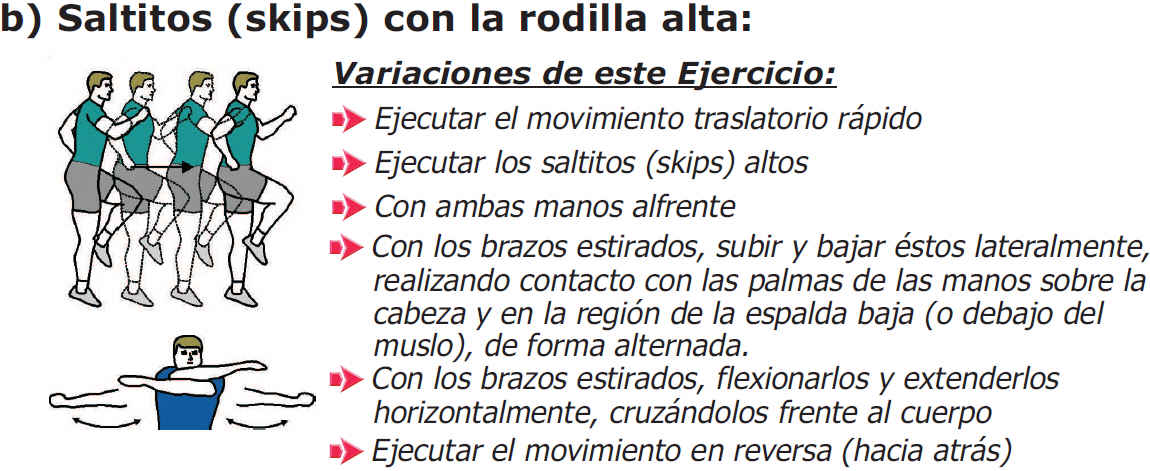 b) Saltitos (skips) con la rodilla alta:
Variaciones de este Ejercicio:
Ejecutar el movimiento traslatorio rápido
Ejecutar los saltitos (skips) altos
Con ambas manos alfrente
Con los brazos estirados, subir y bajar éstos lateralmente,
realizando contacto con las palmas de las manos sobre la
cabeza y en la región de la espalda baja (o debajo del
muslo), de forma alternada.
Con los brazos estirados, flexionarlos y extenderlos
horizontalmente, cruzándolos frente al cuerpo
Ejecutar el movimiento en reversa (hacia atrás)